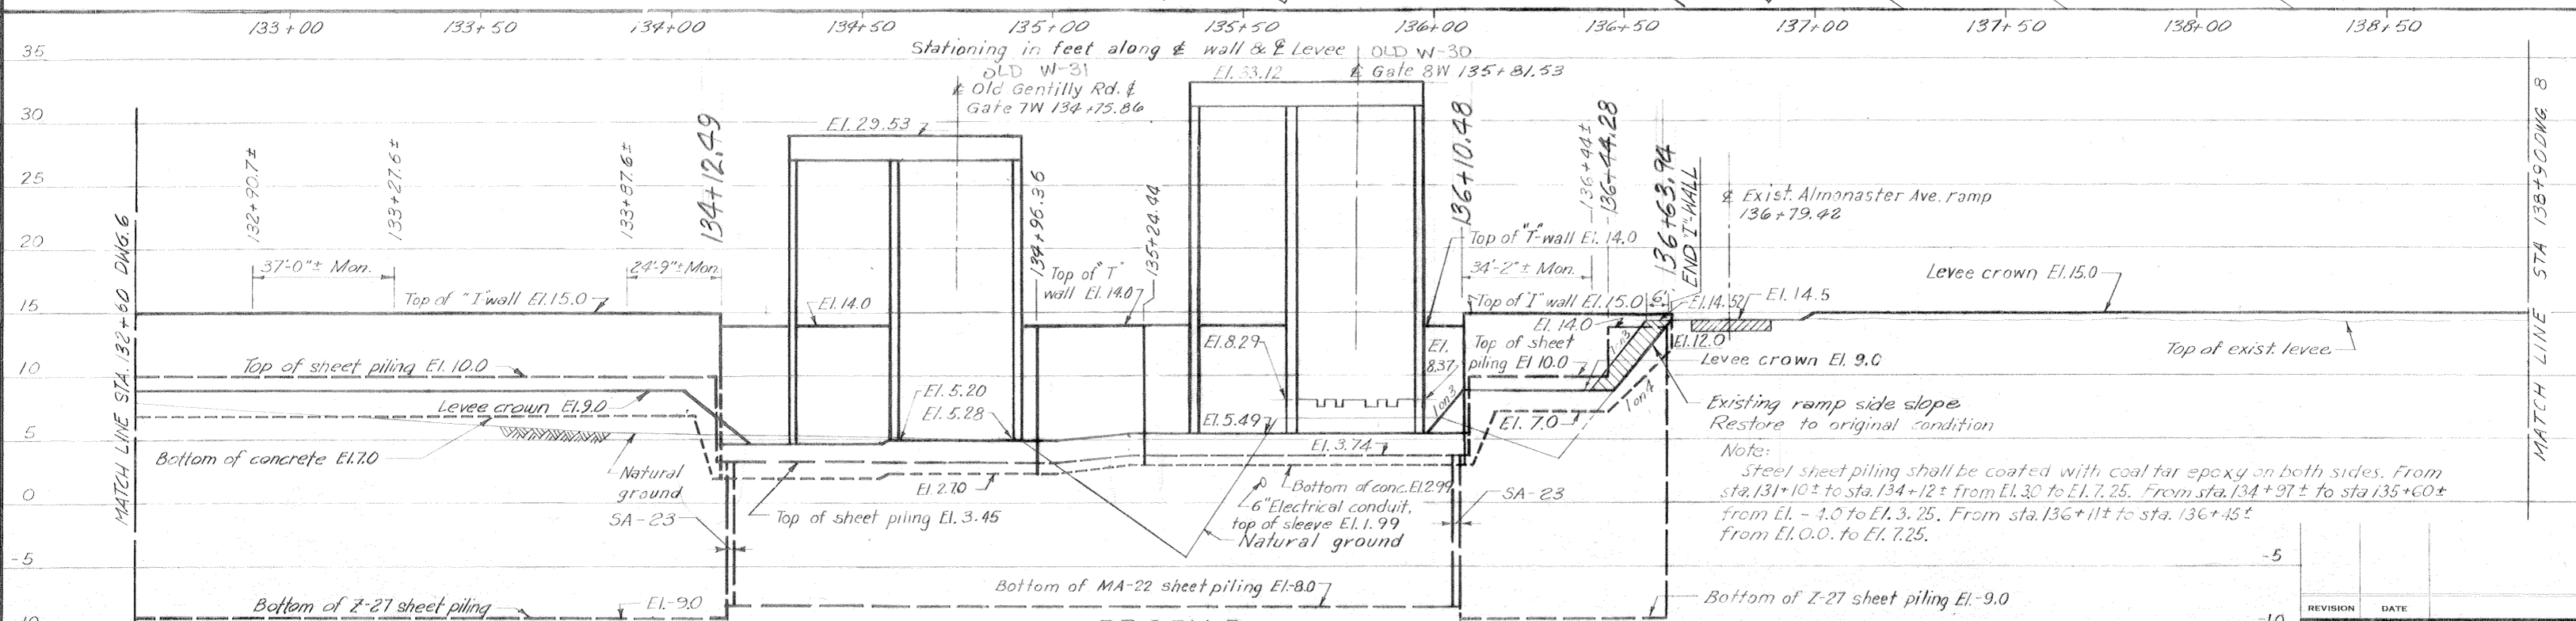 133+00 133+50 134+00 134+50 135+00 135+50 136+00 136+50 137+00 137+50 138+00 138+50
Stationing in feet along ℄ wall & ℄ Levee
OLD W-30
℄ Gate 8W 135+81.53
OLD W-31
℄ Old Gentilly Rd. ¢
Gate 7W 134+75.86
35
30
25
20
15
10
5
0
-5
MATCH LINE STA. 132+60 DWG. 6
132+90.7±
133+27.6±
133+87.6±
134+12.49
37'-0"± Mon.
24'-9"± Mon.
Top of "I" wall El. 15.0
Top of sheet piling El. 10.0
Levee crown El. 9.0
Bottom of concrete El. 7.0
Natural
ground
SA-23
Bottom of Z-27 sheet piling
El.-9.0
El. 29.53
El. 14.0
El. 5.20
El. 5.28
El. 2.70
Top of sheet piling El. 3.45
134+96.36
Top of "T"
wall El. 14.0
135+24.44
El. 33.12
El. 8.29
El. 5.49
El. 3.74
El.
8.37
1 on 3
Bottom of conc. El. 2.99
6" Electrical conduit,
top of sleeve El. 1.99
Natural ground
Bottom of MA-22 sheet piling El.-8.0
SA-23
136+10.48
Top of "T" wall El. 14.0
34'-2"± Mon.
136+44±
136+44.28
136+63.94
END "I"-WALL
Top of "I" wall El. 15.0
6'
El. 14.52
El. 14.5
El. 14.0
Top of sheet
piling El 10.0
1 on 3
El. 12.0
Levee crown El. 9.0
El. 7.0
1 on 4
Existing ramp side slope
Restore to original condition
℄ Exist. Almonaster Ave. ramp
136+79.42
Levee crown El. 15.0
Top of exist. levee
Note:
Steel sheet piling shall be coated with coal tar epoxy on both sides. From
sta. 131+10± to sta. 134+12± from El. 3.0 to El. 7.25. From sta. 134+97± to sta 135+60±
from El. -4.0 to El. 3.25. From sta. 136+11± to sta. 136+45±
from El. 0.0. to El. 7.25.
Bottom of Z-27 sheet piling El.-9.0
MATCH LINE STA 138+90 DWG. 8
-5
-10
REVISION DATE